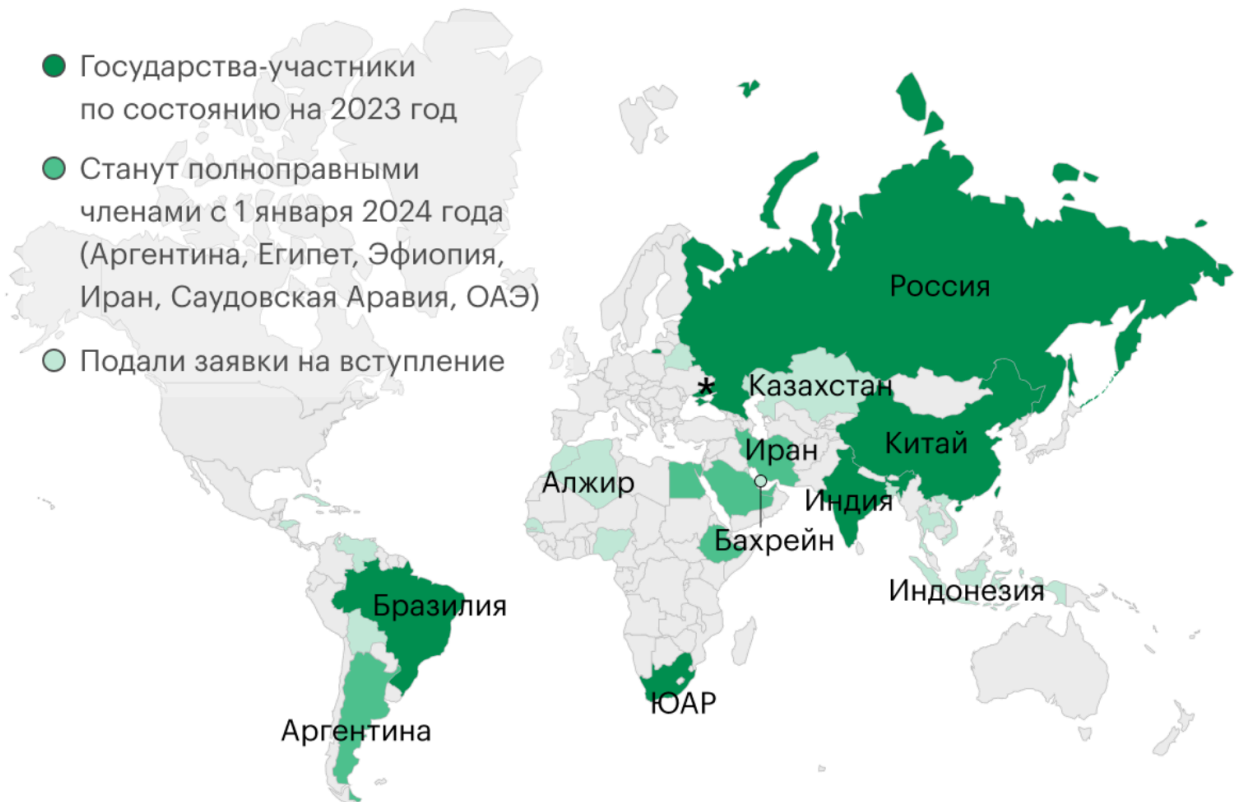 Государства-участники
по состоянию на 2023 год
Станут полноправными
членами с 1 января 2024 года
(Аргентина, Египет, Эфиопия,
Иран, Саудовская Аравия, ОАЭ)
Подали заявки на вступление
Россия
*
Казахстан
Китай
Иран
Алжир
Индия
Бахрейн
Индонезия
Бразилия
ЮАР
Аргентина